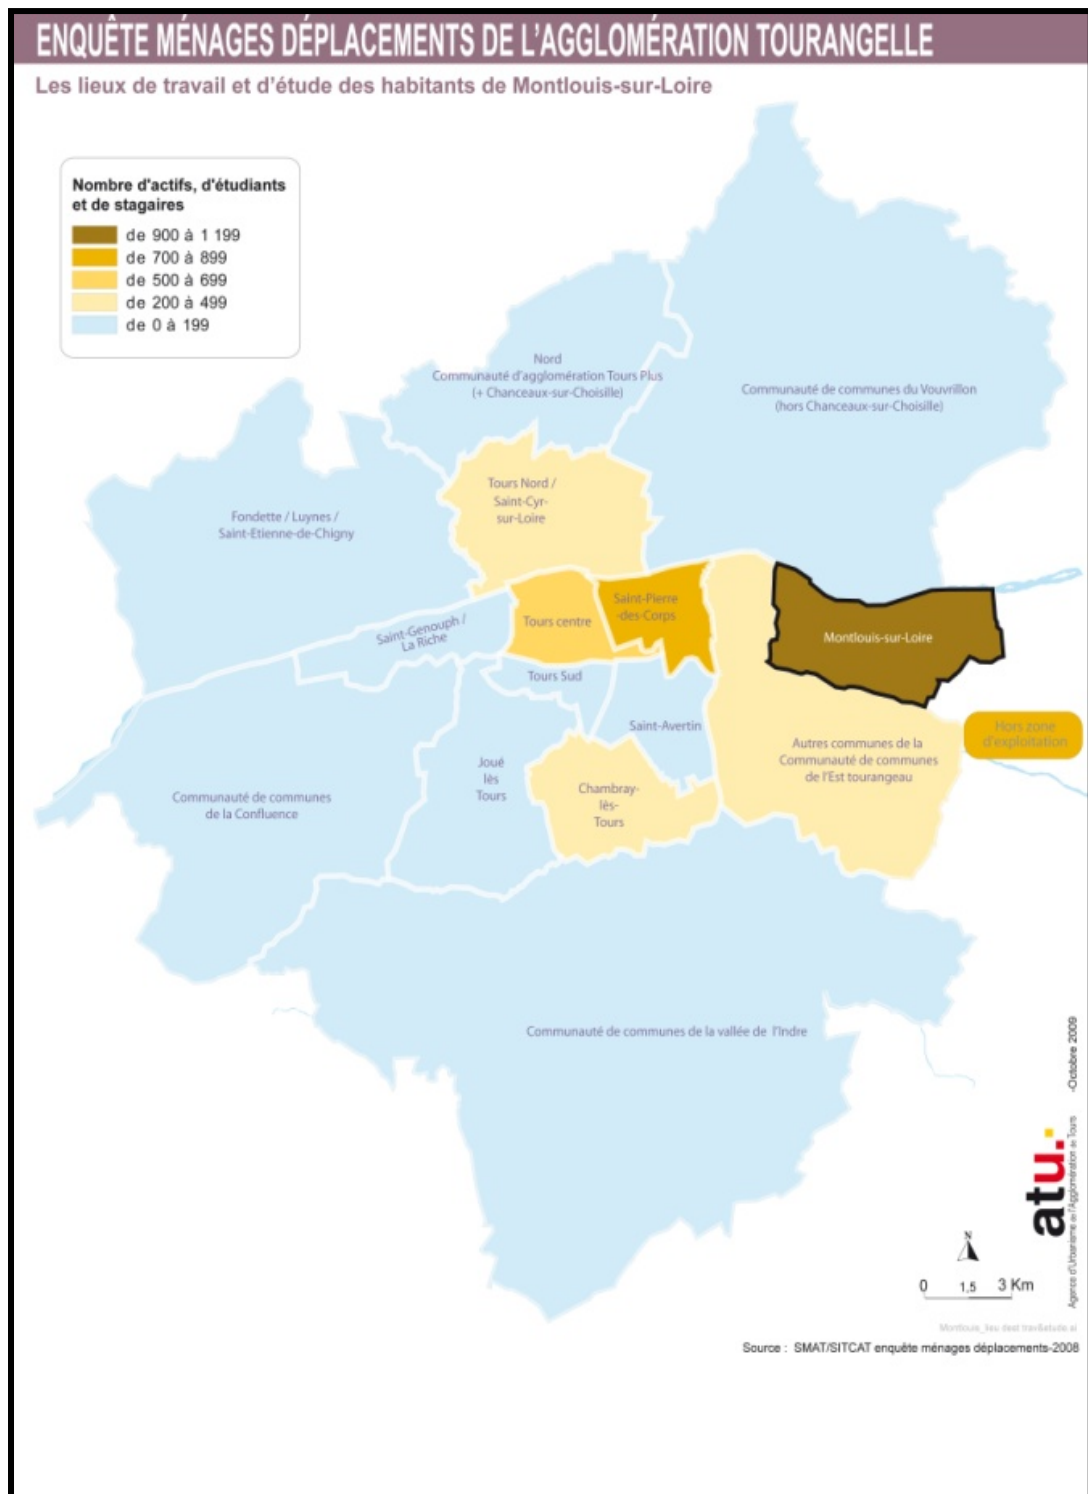 ENQUÊTE MÉNAGES DÉPLACEMENTS DE L'AGGLOMÉRATION TOURANGELLE
Les lieux de travail et d'étude des habitants de Montlouis-sur-Loire
Nombre d'actifs, d'étudiants
et de stagaires
de 900 à 1 199
de 700 à 899
de 500 à 699
de 200 à 499
de 0 à 199
Nord
Communauté d'agglomération Tours Plus
(+ Chanceaux-sur-Choisille)
Communauté de communes du Vouvrillon
(hors Chanceaux-sur-Choisille)
Tours Nord /
Saint-Cyr-
sur-Loire
Fondette / Luynes /
Saint-Etienne-de-Chigny
Saint-Pierre
-des-Corps
Tours centre
Saint-Genouph /
La Riche
Montlouis-sur-Loire
Tours Sud
Saint-Avertin
Hors zone
d'exploitation
Autres communes de la
Communauté de communes
de l'Est tourangeau
Joué
lès
Tours
Chambray-
lès-
Tours
Communauté de communes
de la Confluence
Communauté de communes de la vallée de l'Indre
-Octobre 2009
Agence d'Urbanisme de l'Agglomération de Tours
atu.
N
0 1,5 3 Km
Source : SMAT/SITCAT enquête ménages déplacements-2008